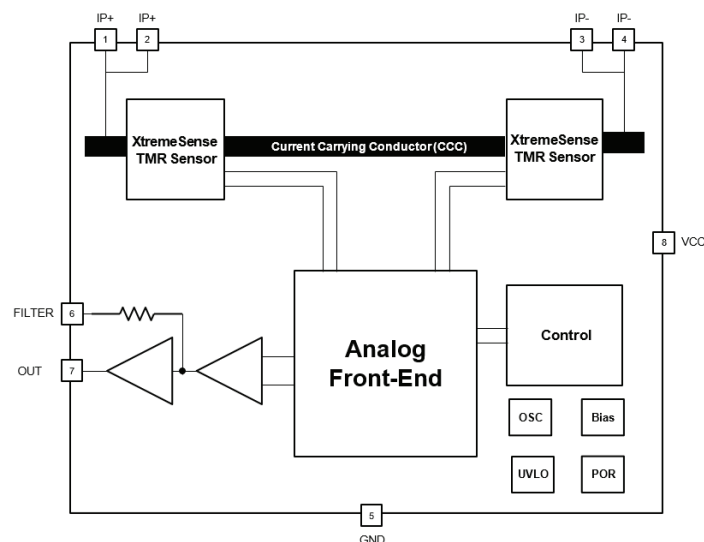 IP+ IP+ IP- IP-
1 2 3 4
XtremeSense
TMR Sensor
Current Carrying Conductor (CCC)
XtremeSense
TMR Sensor
8 VCC
FILTER 6
OUT 7
Analog
Front-End
Control
OSC Bias
UVLO POR
5
GND